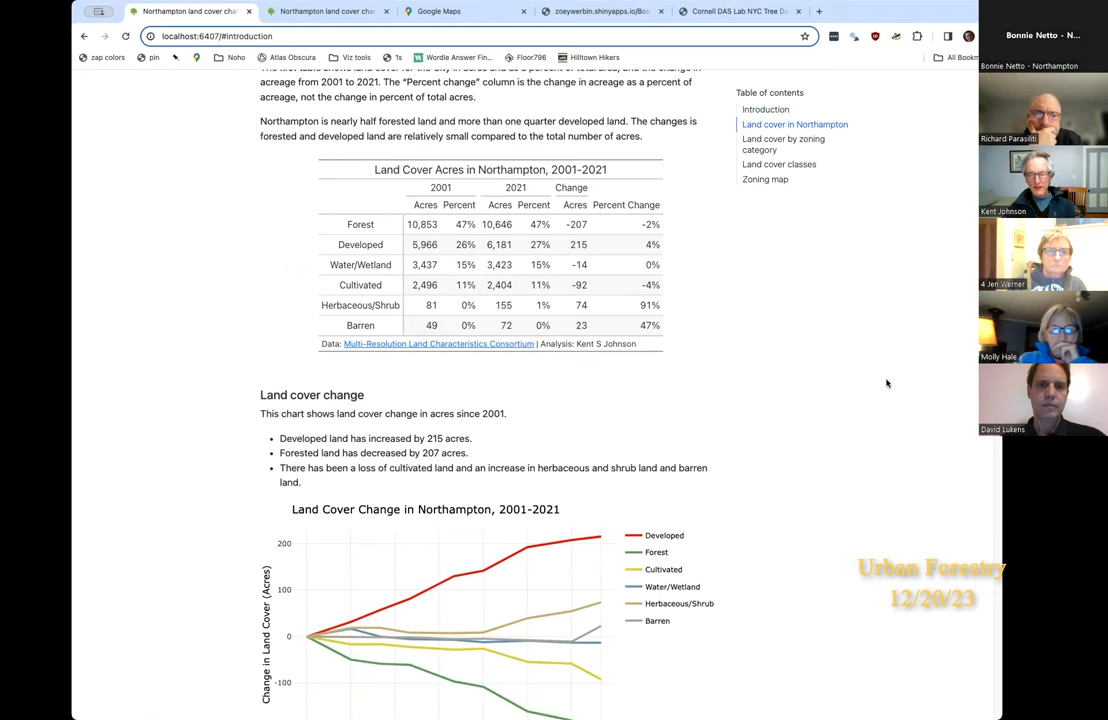 Northampton land cover cha
Northampton land cover cha
Google Maps
zoeywerbin.shinyapps.io/Bos
Cornell DAS Lab NYC Tree Da
localhost:6407/#introduction
zap colors
pin
Noho
Atlas Obscura
Viz tools
1s
Wordle Answer Fin...
Floor796
Hilltown Hikers
All Bookm
acreage from 2001 to 2021. The “Percent change” column is the change in acreage as a percent of
acreage, not the change in percent of total acres.
Northampton is nearly half forested land and more than one quarter developed land. The changes is
forested and developed land are relatively small compared to the total number of acres.
Land Cover Acres in Northampton, 2001-2021
2001 2021 Change
Acres Percent Acres Percent Acres Percent Change
Forest 10,853 47% 10,646 47% -207 -2%
Developed 5,966 26% 6,181 27% 215 4%
Water/Wetland 3,437 15% 3,423 15% -14 0%
Cultivated 2,496 11% 2,404 11% -92 -4%
Herbaceous/Shrub 81 0% 155 1% 74 91%
Barren 49 0% 72 0% 23 47%
Data: Multi-Resolution Land Characteristics Consortium | Analysis: Kent S Johnson
Land cover change
This chart shows land cover change in acres since 2001.
• Developed land has increased by 215 acres.
• Forested land has decreased by 207 acres.
• There has been a loss of cultivated land and an increase in herbaceous and shrub land and barren
land.
Land Cover Change in Northampton, 2001-2021
Change in Land Cover (Acres)
200
100
0
-100
Developed
Forest
Cultivated
Water/Wetland
Herbaceous/Shrub
Barren
Table of contents
Introduction
Land cover in Northampton
Land cover by zoning
category
Land cover classes
Zoning map
Bonnie Netto - N...
Bonnie Netto - Northampton
Richard Parasiliti
Kent Johnson
4 Jen Werner
Molly Hale
David Lukens
Urban Forestry
12/20/23